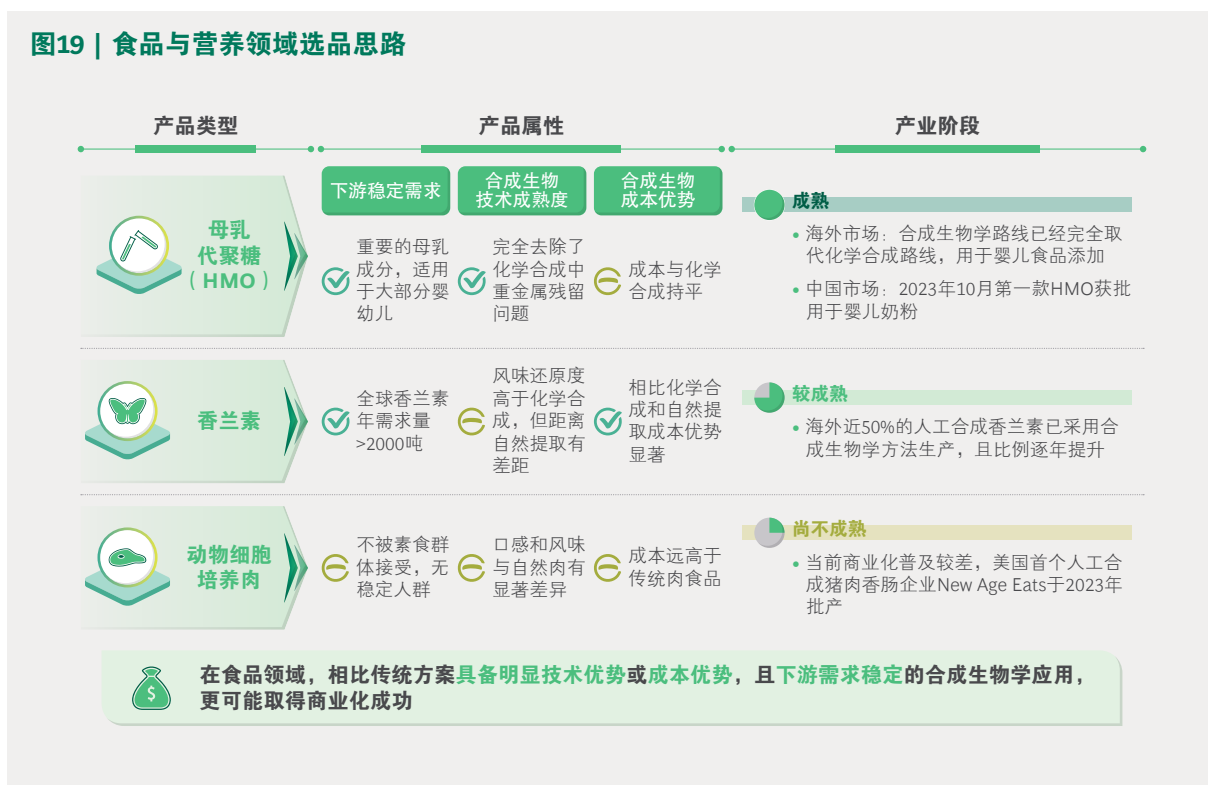 图19 | 食品与营养领域选品思路
产品类型
产品属性
产业阶段
下游稳定需求
合成生物
技术成熟度
合成生物
成本优势
母乳
代聚糖
（HMO）
重要的母乳
成分，适用
于大部分婴
幼儿
完全去除了
化学合成中
重金属残留
问题
成本与化学
合成持平
成熟
• 海外市场：合成生物学路线已经完全取
代化学合成路线，用于婴儿食品添加
• 中国市场：2023年10月第一款HMO获批
用于婴儿奶粉
香兰素
全球香兰素
年需求量
>2000吨
风味还原度
高于化学合
成，但距离
自然提取有
差距
相比化学合
成和自然提
取成本优势
显著
较成熟
• 海外近50%的人工合成香兰素已采用合
成生物学方法生产，且比例逐年提升
动物细胞
培养肉
不被素食群
体接受，无
稳定人群
口感和风味
与自然肉有
显著差异
成本远高于
传统肉食品
尚不成熟
• 当前商业化普及较差，美国首个人工合
成猪肉香肠企业New Age Eats于2023年
批产
$
在食品领域，相比传统方案具备明显技术优势或成本优势，且下游需求稳定的合成生物学应用，
更可能取得商业化成功